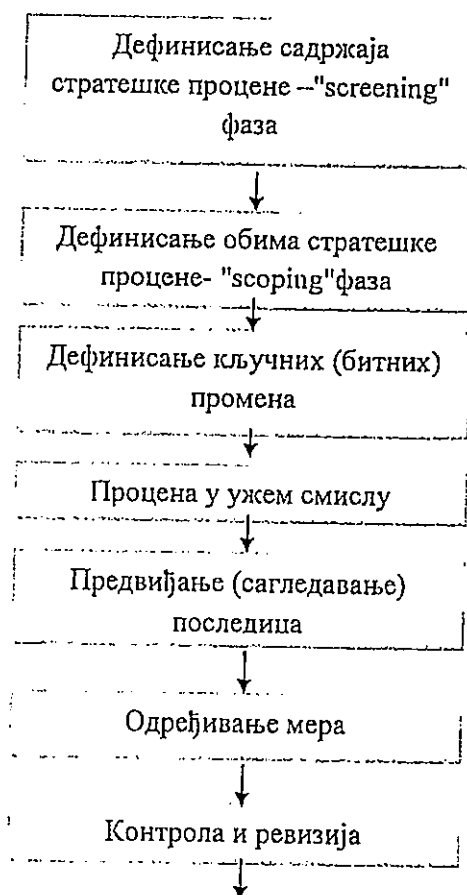 Дефинисање садржаја
стратешке процене –"screening"
фаза
Дефинисање обима стратешке
процене- "scoping"фаза
Дефинисање кључних (битних)
промена
Процена у ужем смислу
Предвиђање (сагледавање)
последица
Одређивање мера
Контрола и ревизија